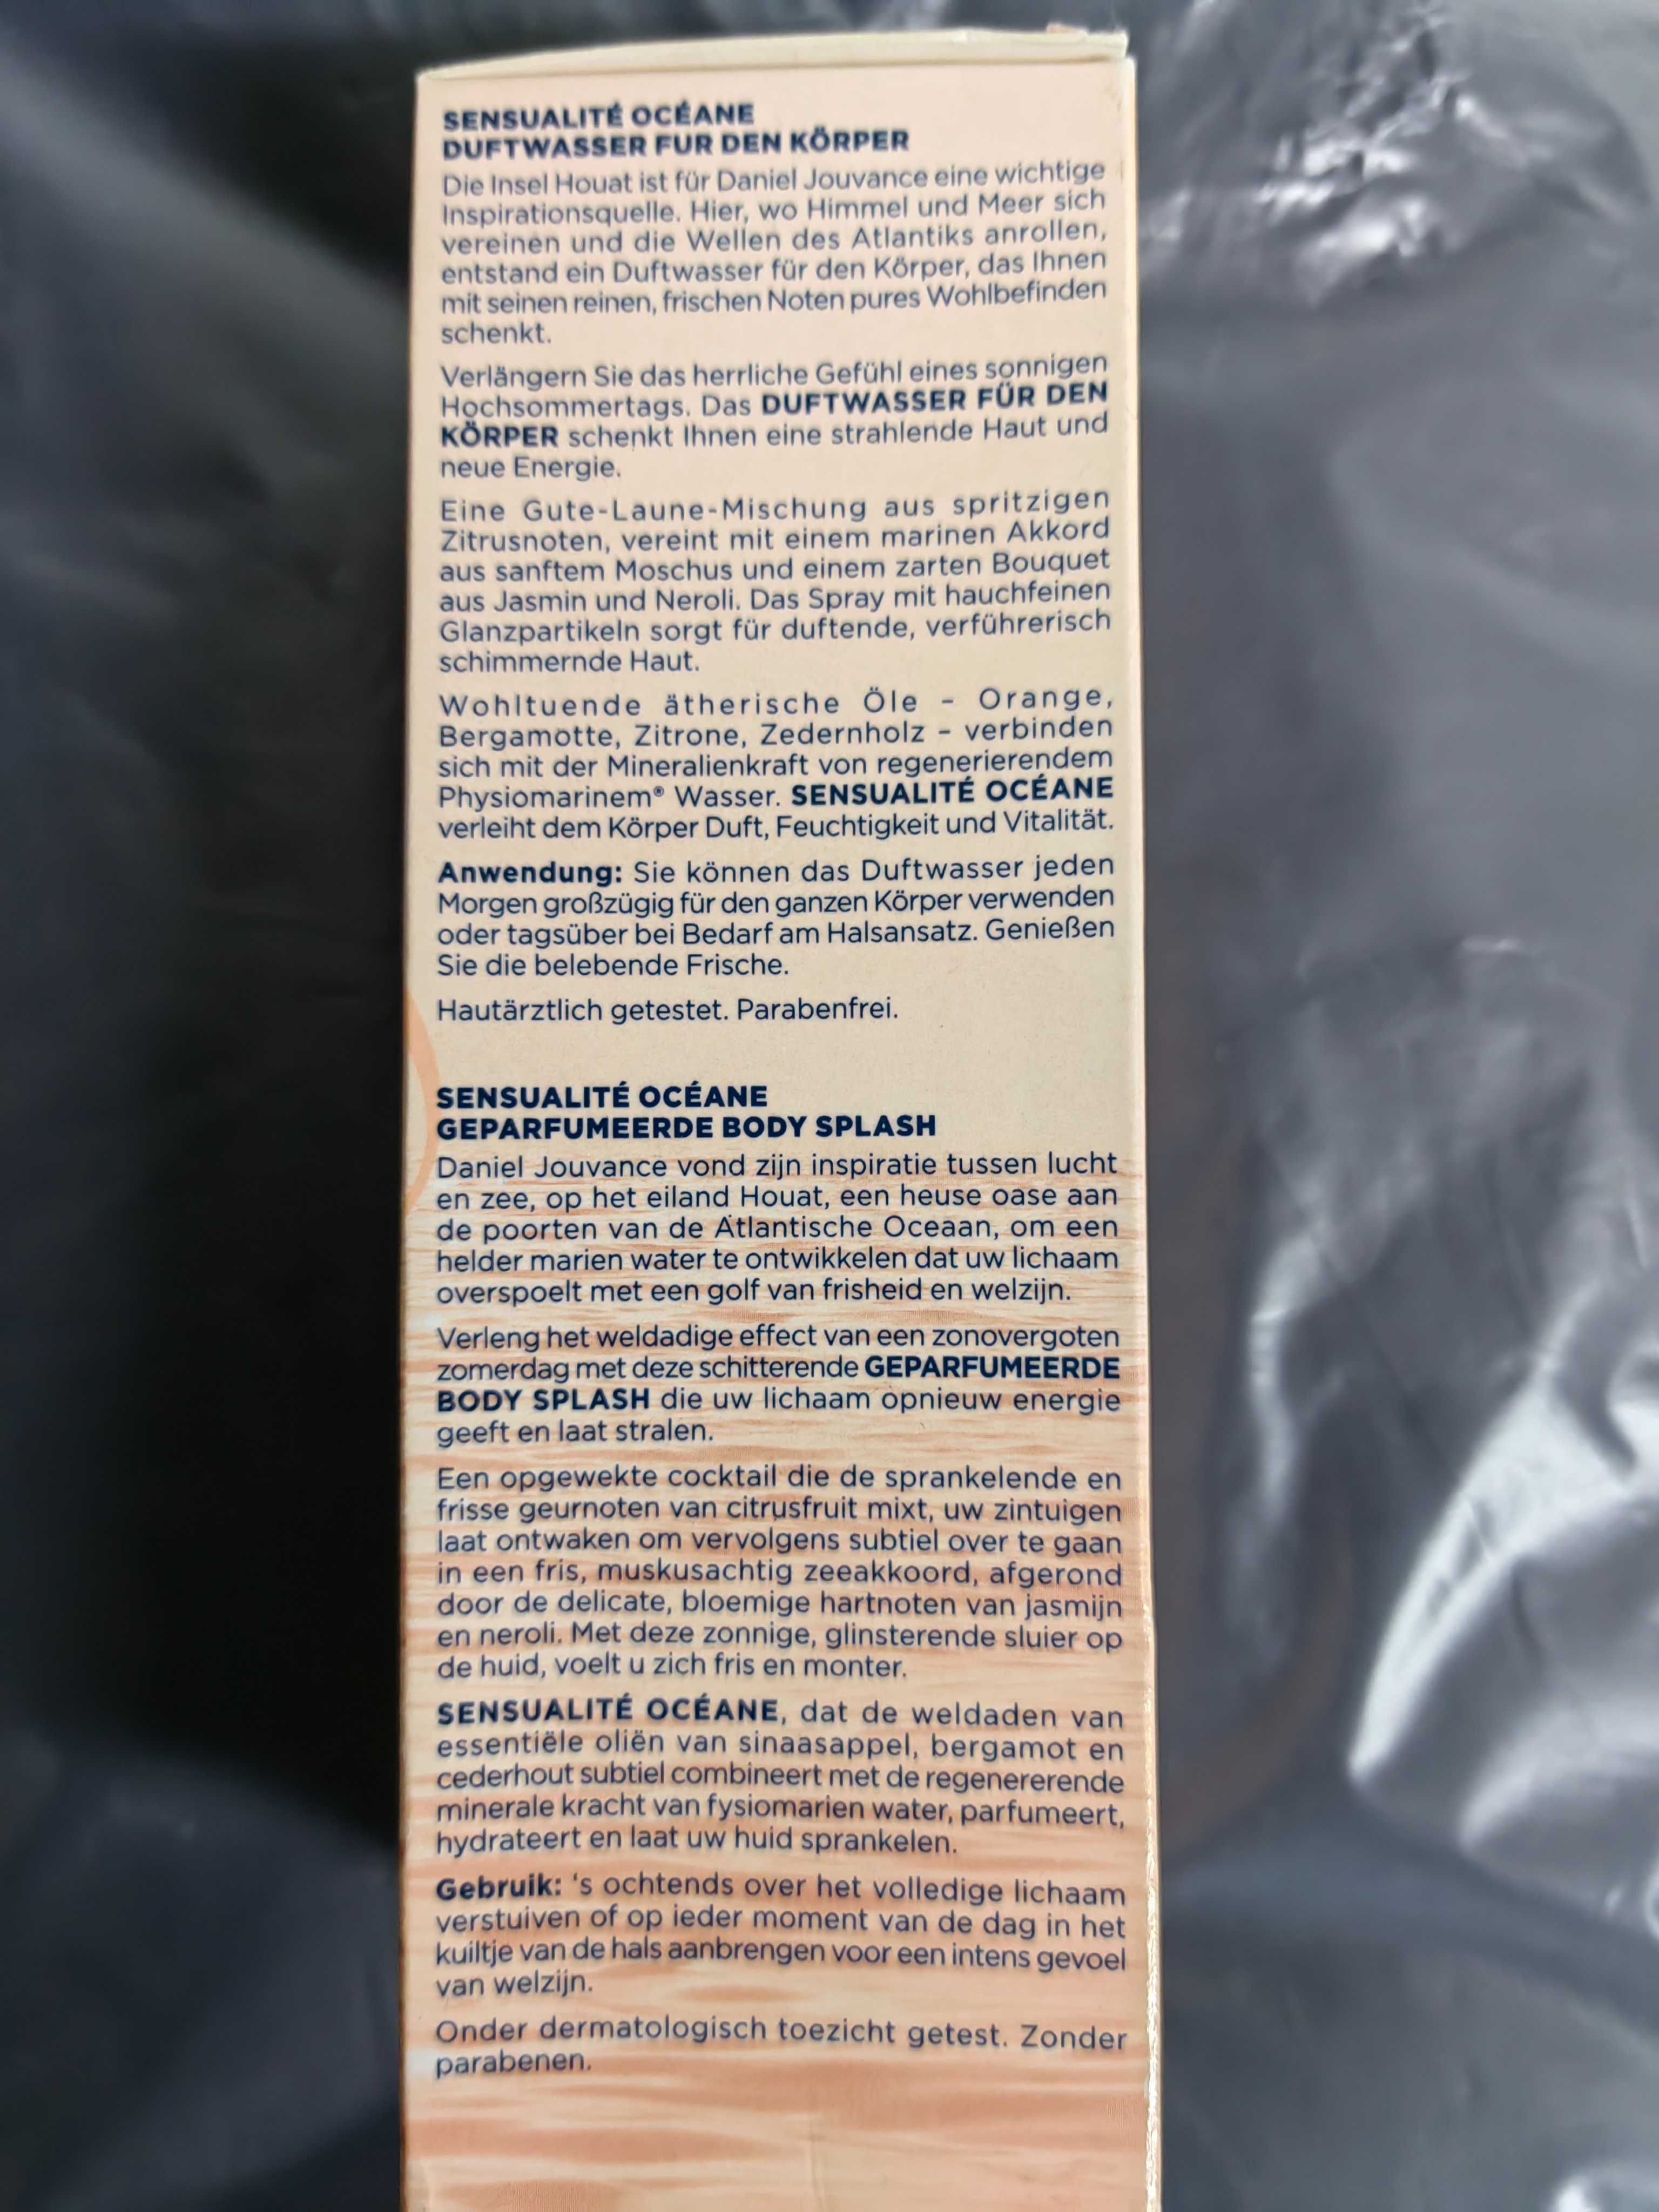 SENSUALITÉ OCÉANE
DUFTWASSER FUR DEN KÖRPER
Die Insel Houat ist für Daniel Jouvance eine wichtige
Inspirationsquelle. Hier, wo Himmel und Meer sich
vereinen und die Wellen des Atlantiks anrollen,
entstand ein Duftwasser für den Körper, das Ihnen
mit seinen reinen, frischen Noten pures Wohlbefinden
schenkt.
Verlängern Sie das herrliche Gefühl eines sonnigen
Hochsommertags. Das DUFTWASSER FÜR DEN
KÖRPER schenkt Ihnen eine strahlende Haut und
neue Energie.
Eine Gute-Laune-Mischung aus spritzigen
Zitrusnoten, vereint mit einem marinen Akkord
aus sanftem Moschus und einem zarten Bouquet
aus Jasmin und Neroli. Das Spray mit hauchfeinen
Glanzpartikeln sorgt für duftende, verführerisch
schimmernde Haut.
Wohltuende ätherische Öle - Orange,
Bergamotte, Zitrone, Zedernholz - verbinden
sich mit der Mineralienkraft von regenerierendem
Physiomarinem® Wasser. SENSUALITÉ OCÉANE
verleiht dem Körper Duft, Feuchtigkeit und Vitalität.
Anwendung: Sie können das Duftwasser jeden
Morgen großzügig für den ganzen Körper verwenden
oder tagsüber bei Bedarf am Halsansatz. Genießen
Sie die belebende Frische.
Hautärztlich getestet. Parabenfrei.
SENSUALITÉ OCÉANE
GEPARFUMEERDE BODY SPLASH
Daniel Jouvance vond zijn inspiratie tussen lucht
en zee, op het eiland Houat, een heuse oase aan
de poorten van de Atlantische Oceaan, om een
helder marien water te ontwikkelen dat uw lichaam
overspoelt met een golf van frisheid en welzijn.
Verleng het weldadige effect van een zonovergoten
zomerdag met deze schitterende GEPARFUMEERDE
BODY SPLASH die uw lichaam opnieuw energie
geeft en laat stralen.
Een opgewekte cocktail die de sprankelende en
frisse geurnoten van citrusfruit mixt, uw zintuigen
laat ontwaken om vervolgens subtiel over te gaan
in een fris, muskusachtig zeeakkoord, afgerond
door de delicate, bloemige hartnoten van jasmijn
en neroli. Met deze zonnige, glinsterende sluier op
de huid, voelt u zich fris en monter.
SENSUALITÉ OCÉANE, dat de weldaden van
essentiële oliën van sinaasappel, bergamot en
cederhout subtiel combineert met de regenererende
minerale kracht van fysiomarien water, parfumeert,
hydrateert en laat uw huid sprankelen.
Gebruik: 's ochtends over het volledige lichaam
verstuiven of op ieder moment van de dag in het
kuiltje van de hals aanbrengen voor een intens gevoel
van welzijn.
Onder dermatologisch toezicht getest. Zonder
parabenen.